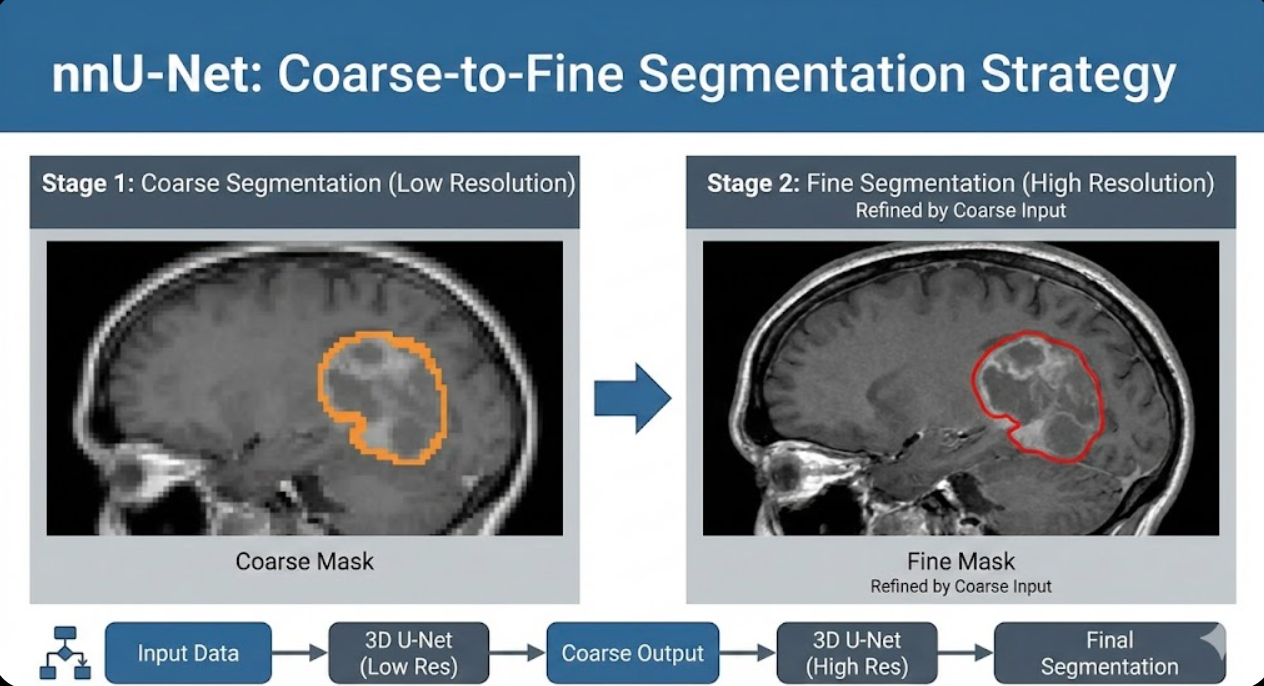 nnU-Net: Coarse-to-Fine Segmentation Strategy
Stage 1: Coarse Segmentation (Low Resolution)
Coarse Mask
Stage 2: Fine Segmentation (High Resolution)
Refined by Coarse Input
Fine Mask
Refined by Coarse Input
Input Data
3D U-Net
(Low Res)
Coarse Output
3D U-Net
(High Res)
Final
Segmentation